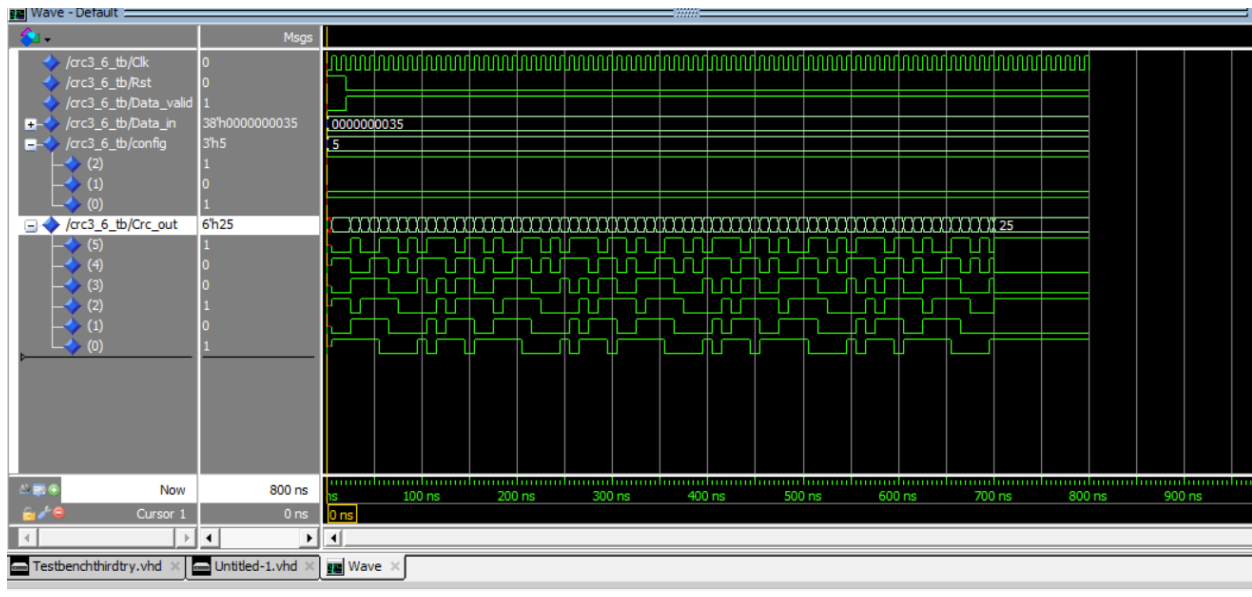 Wave - Default
Msgs
/crc3_6_tb/Clk 0
/crc3_6_tb/Rst 0
/crc3_6_tb/Data_valid 1
/crc3_6_tb/Data_in 38'h0000000035 0000000035
/crc3_6_tb/config 3'h5 5
(2) 1
(1) 0
(0) 1
/crc3_6_tb/Crc_out 6'h25 25
(5) 1
(4) 0
(3) 0
(2) 1
(1) 0
(0) 1
Now 800 ns ns 100 ns 200 ns 300 ns 400 ns 500 ns 600 ns 700 ns 800 ns 900 ns
Cursor 1 0 ns 0 ns
Testbenchthirdtry.vhd Untitled-1.vhd Wave